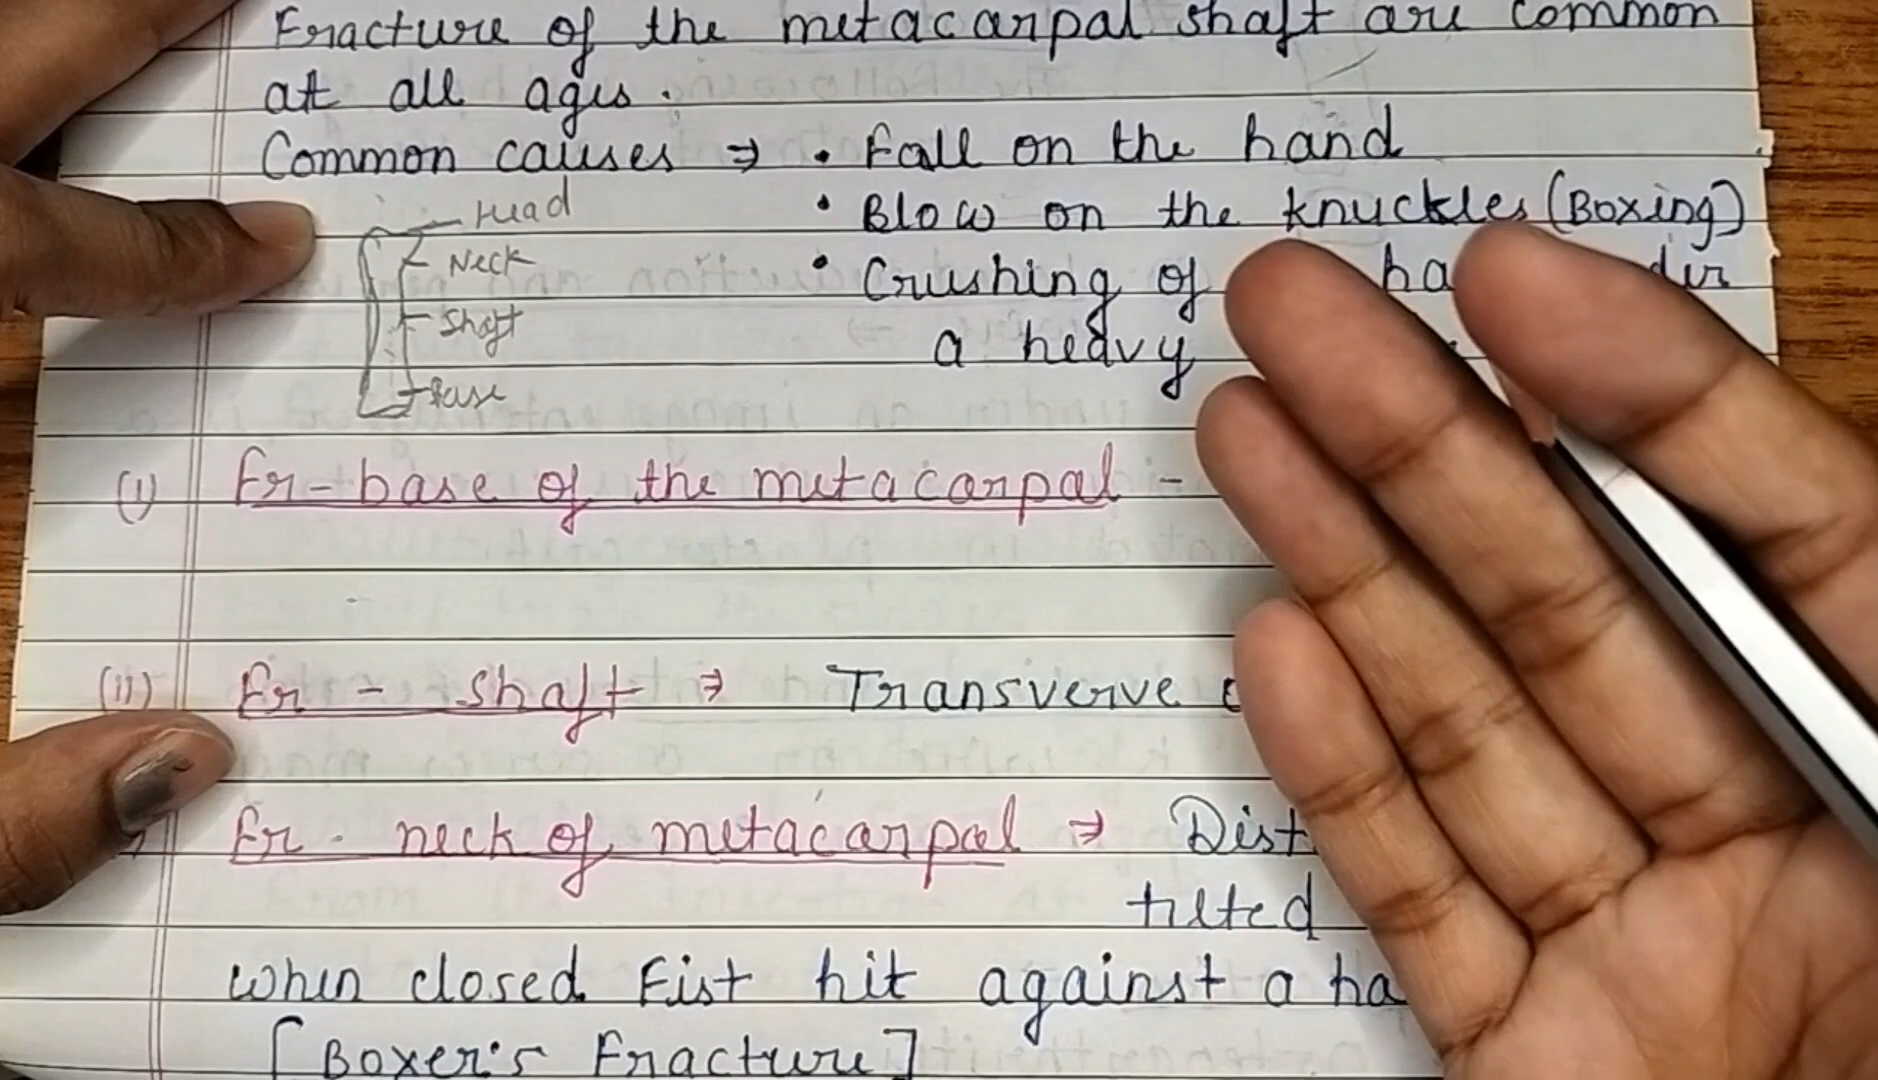 Fracture of the metacarpal shaft are common
at all ages.
Common causes ⇒ • Fall on the hand
• Blow on the knuckles (Boxing)
• Crushing of
a heavy
Head
Neck
Shaft
Base
(i) Fr-base of the metacarpal -
(ii) Fr - shaft ⇒ Transverve
Fr - neck of metacarpal ⇒ Dist
tilted
when closed Fist hit against a ha
[Boxer's Fracture]